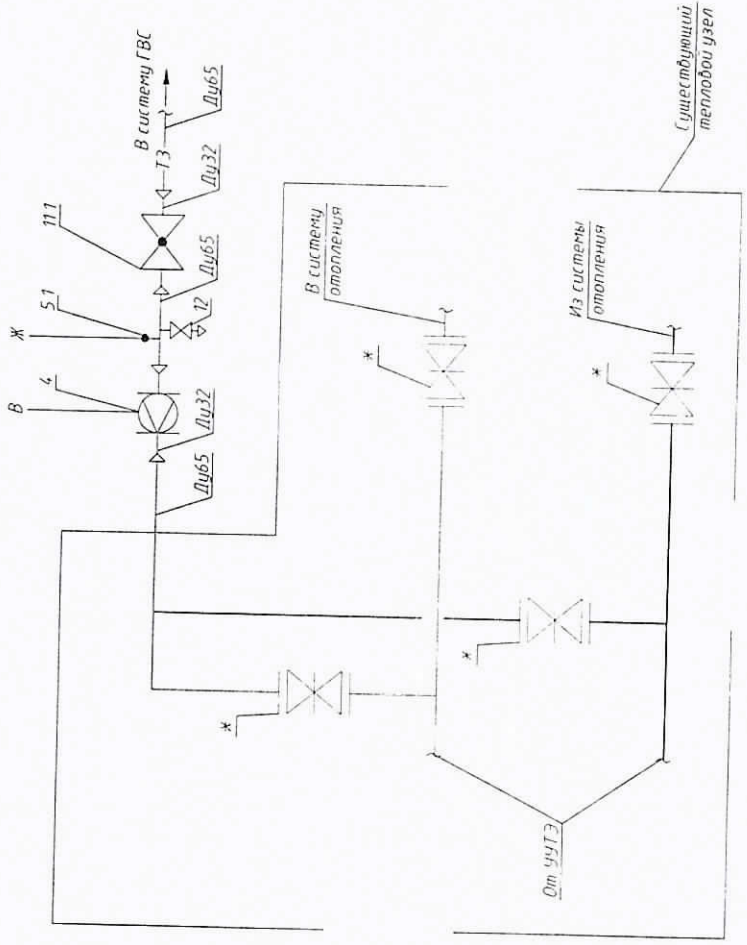 В систему ГВС
Ду65
Т3
Ду32
11.1
Ду65
12
5.1
Ж
4
В
Ду32
Ду65
В систему
отопления
*
Из системы
отопления
*
*
*
От УУТЭ
Существующий
тепловой узел